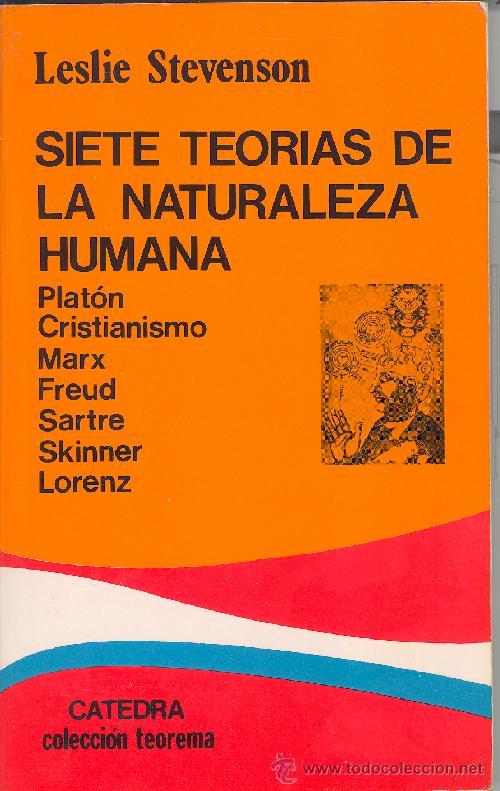 Leslie Stevenson
SIETE TEORIAS DE
LA NATURALEZA
HUMANA
Platón
Cristianismo
Marx
Freud
Sartre
Skinner
Lorenz
CATEDRA
colección teorema
www.todocoleccion.net